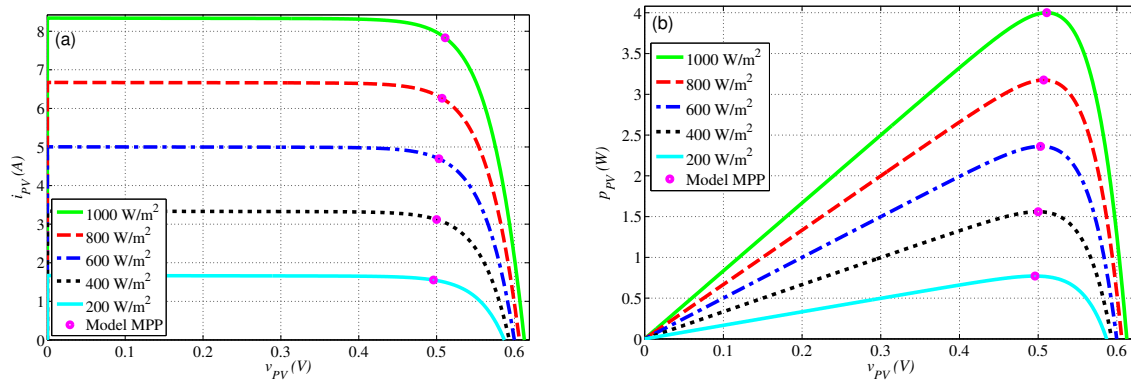 (a)
8
7
6
5
4
3
2
1
0
i_PV (A)
1000 W/m²
800 W/m²
600 W/m²
400 W/m²
200 W/m²
Model MPP
0 0.1 0.2 0.3 0.4 0.5 0.6
v_PV (V)
(b)
4
3.5
3
2.5
2
1.5
1
0.5
0
p_PV (W)
1000 W/m²
800 W/m²
600 W/m²
400 W/m²
200 W/m²
Model MPP
0 0.1 0.2 0.3 0.4 0.5 0.6
v_PV (V)